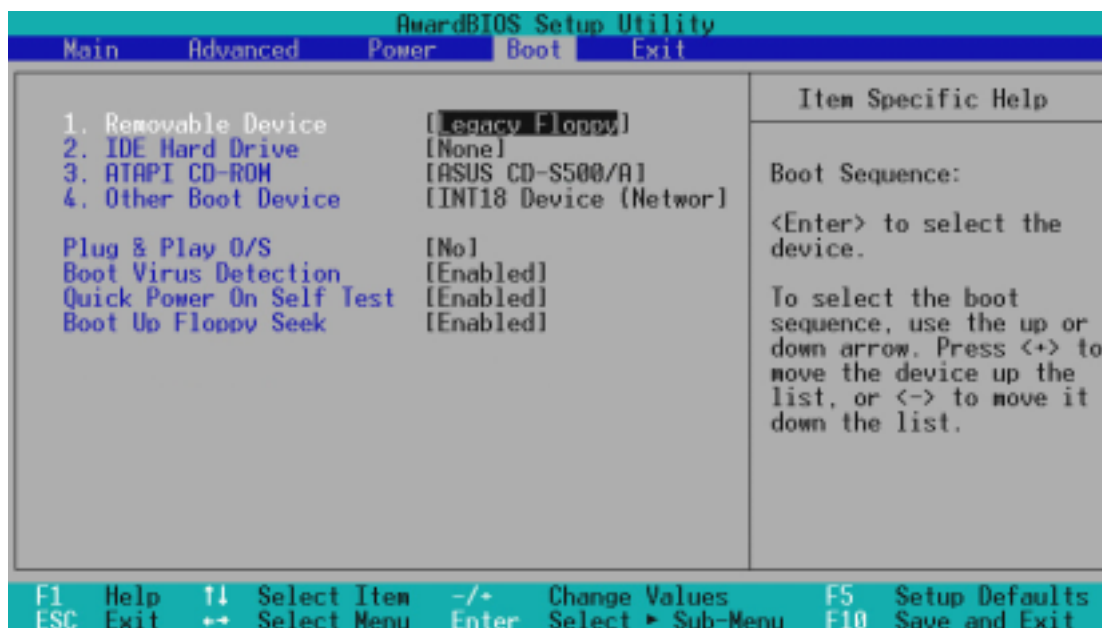 AwardBIOS Setup Utility
Main Advanced Power Boot Exit
1. Removable Device [Legacy Floppy]
2. IDE Hard Drive [None]
3. ATAPI CD-ROM [ASUS CD-S500/A]
4. Other Boot Device [INT18 Device (Networ]
Plug & Play O/S [No]
Boot Virus Detection [Enabled]
Quick Power On Self Test [Enabled]
Boot Up Floppy Seek [Enabled]
Item Specific Help
Boot Sequence:
<Enter> to select the
device.
To select the boot
sequence, use the up or
down arrow. Press <+> to
move the device up the
list, or <-> to move it
down the list.
F1 Help ↑↓ Select Item -/+ Change Values F5 Setup Defaults
ESC Exit ←→ Select Menu Enter Select ► Sub-Menu F10 Save and Exit